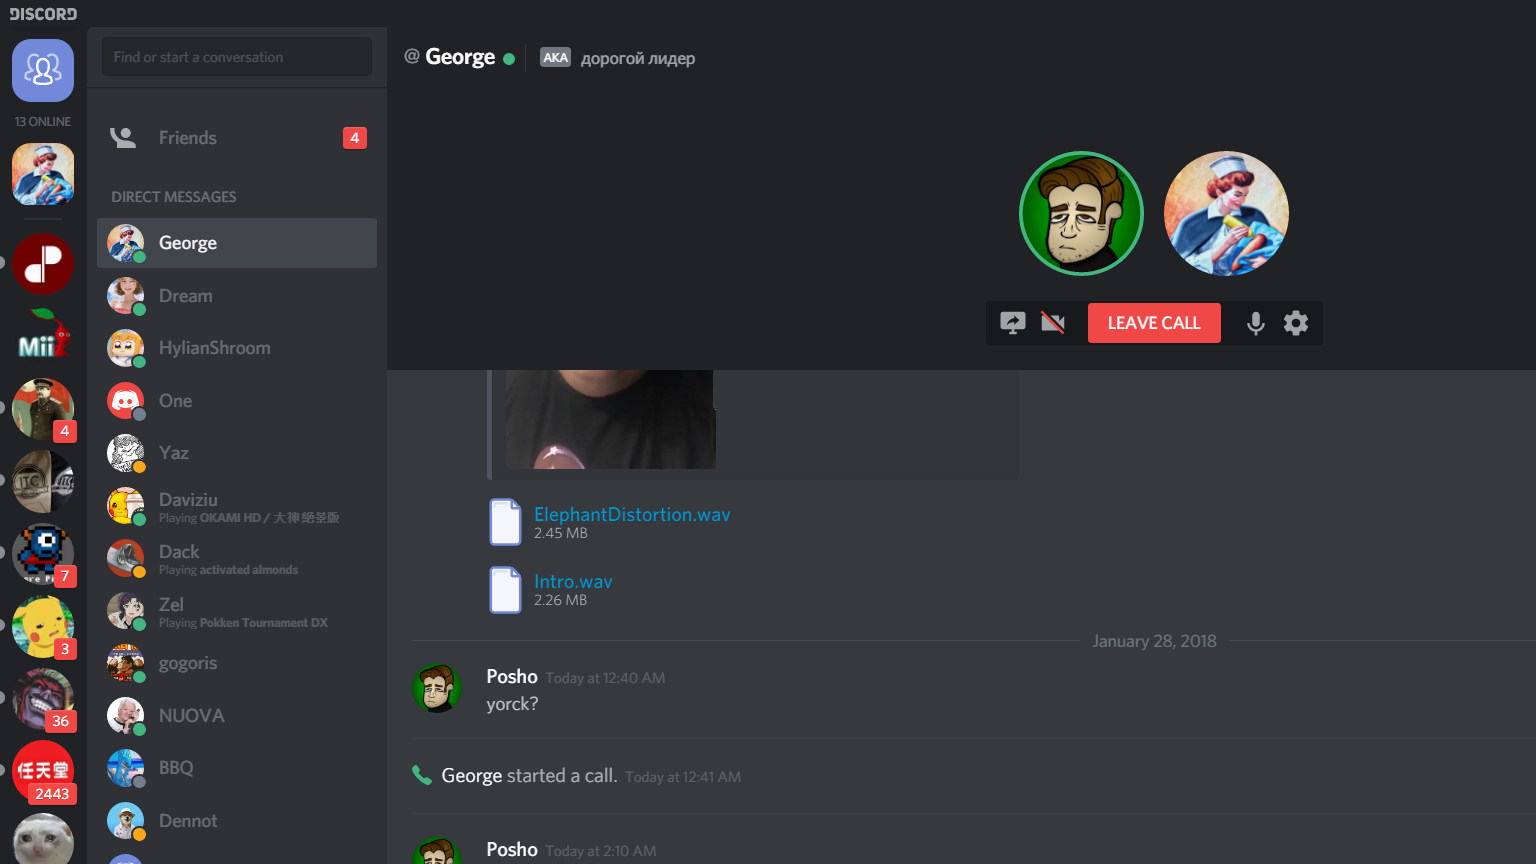 DISCORD
13 ONLINE
Mii
4
ITC
7
3
36
任天堂
2443
Find or start a conversation
Friends
4
DIRECT MESSAGES
George
Dream
HylianShroom
One
Yaz
Daviziu
Playing OKAMI HD / 大神 绝景版
Dack
Playing activated almonds
Zel
Playing Pokken Tournament DX
gogoris
NUOVA
BBQ
Dennot
@ George AKA дорогой лидер
LEAVE CALL
ElephantDistortion.wav
2.45 MB
Intro.wav
2.26 MB
January 28, 2018
Posho Today at 12:40 AM
yorck?
George started a call. Today at 12:41 AM
Posho Today at 2:10 AM